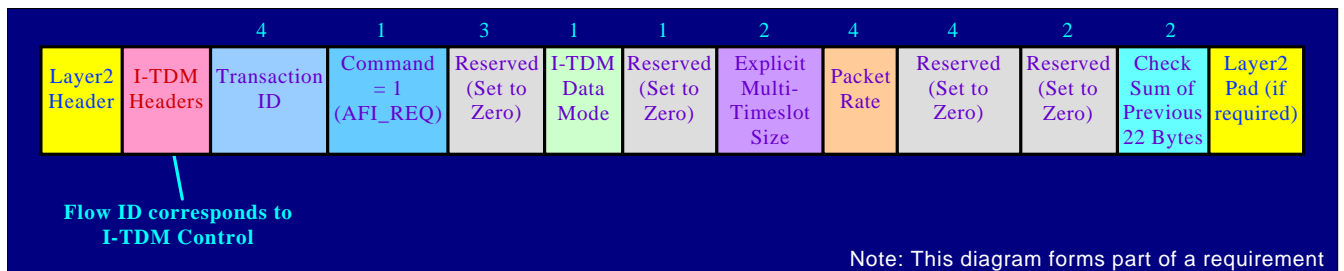 4 1 3 1 1 2 4 4 2 2
Layer2
Header
I-TDM
Headers
Transaction
ID
Command
= 1
(AFI_REQ)
Reserved
(Set to
Zero)
I-TDM
Data
Mode
Reserved
(Set to
Zero)
Explicit
Multi-
Timeslot
Size
Packet
Rate
Reserved
(Set to
Zero)
Reserved
(Set to
Zero)
Check
Sum of
Previous
22 Bytes
Layer2
Pad (if
required)
Flow ID corresponds to
I-TDM Control
Note: This diagram forms part of a requirement